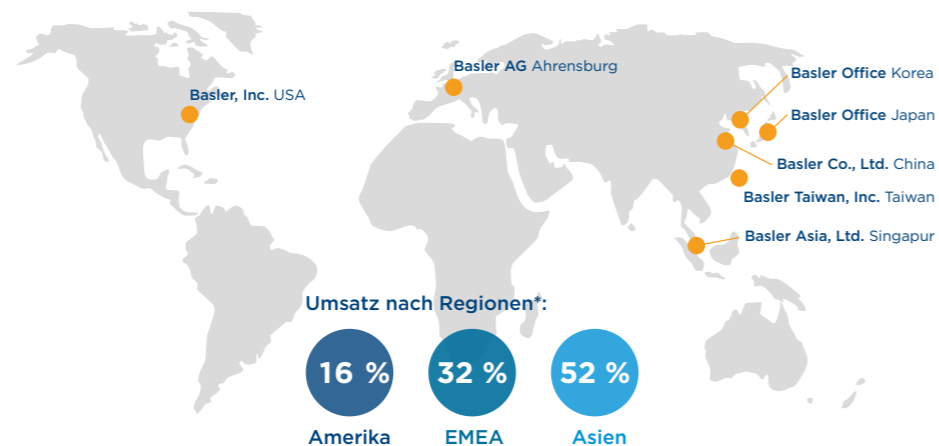 Basler AG Ahrensburg
Basler, Inc. USA
Basler Office Korea
Basler Office Japan
Basler Co., Ltd. China
Basler Taiwan, Inc. Taiwan
Basler Asia, Ltd. Singapur
Umsatz nach Regionen*:
16 % 32 % 52 %
Amerika EMEA Asien